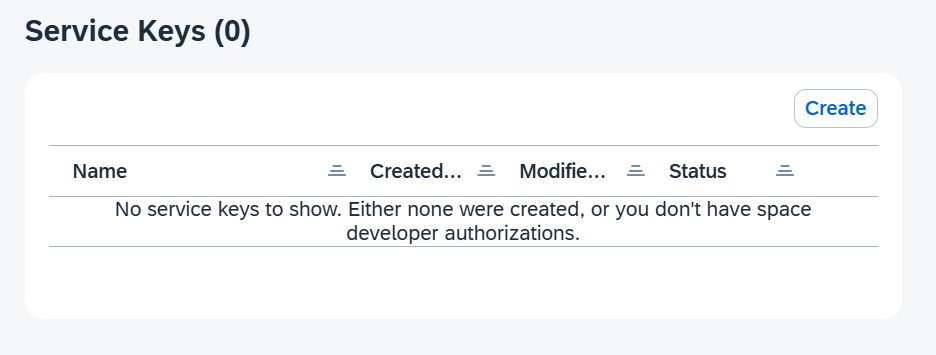 Service Keys (0)
Create
Name Created... Modifie... Status
No service keys to show. Either none were created, or you don't have space
developer authorizations.